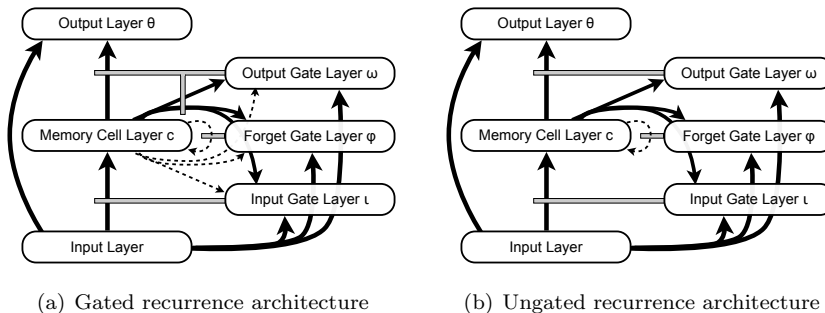 Output Layer θ
Output Gate Layer ω
Memory Cell Layer c
Forget Gate Layer φ
Input Gate Layer ι
Input Layer
(a) Gated recurrence architecture
Output Layer θ
Output Gate Layer ω
Memory Cell Layer c
Forget Gate Layer φ
Input Gate Layer ι
Input Layer
(b) Ungated recurrence architecture